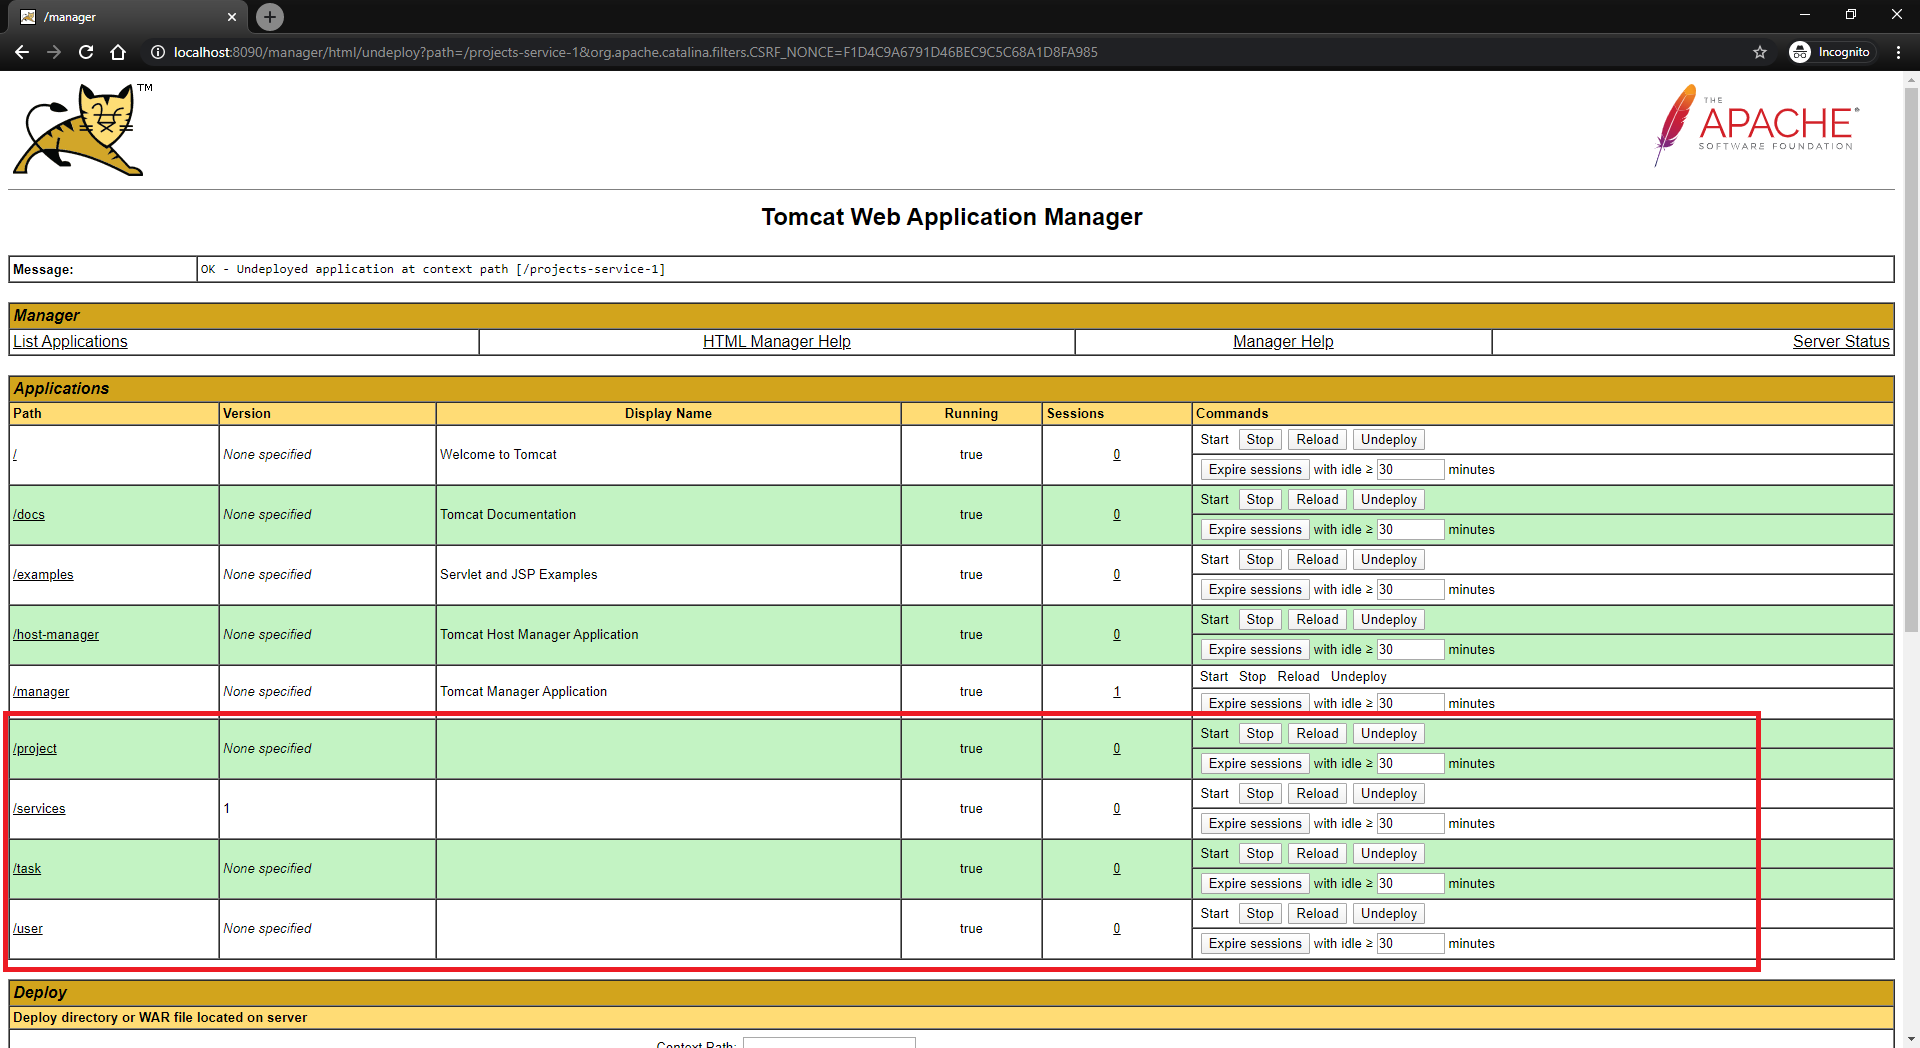 /manager
localhost:8090/manager/html/undeploy?path=/projects-service-1&org.apache.catalina.filters.CSRF_NONCE=F1D4C9A6791D46BEC9C5C68A1D8FA985
Incognito
TM
THE
APACHE®
SOFTWARE FOUNDATION
Tomcat Web Application Manager
Message: OK - Undeployed application at context path [/projects-service-1]
Manager
List Applications HTML Manager Help Manager Help Server Status
Applications
Path Version Display Name Running Sessions Commands
/ None specified Welcome to Tomcat true 0 Start Stop Reload Undeploy
Expire sessions with idle ≥ 30 minutes
/docs None specified Tomcat Documentation true 0 Start Stop Reload Undeploy
Expire sessions with idle ≥ 30 minutes
/examples None specified Servlet and JSP Examples true 0 Start Stop Reload Undeploy
Expire sessions with idle ≥ 30 minutes
/host-manager None specified Tomcat Host Manager Application true 0 Start Stop Reload Undeploy
Expire sessions with idle ≥ 30 minutes
/manager None specified Tomcat Manager Application true 1 Start Stop Reload Undeploy
Expire sessions with idle ≥ 30 minutes
/project None specified true 0 Start Stop Reload Undeploy
Expire sessions with idle ≥ 30 minutes
/services 1 true 0 Start Stop Reload Undeploy
Expire sessions with idle ≥ 30 minutes
/task None specified true 0 Start Stop Reload Undeploy
Expire sessions with idle ≥ 30 minutes
/user None specified true 0 Start Stop Reload Undeploy
Expire sessions with idle ≥ 30 minutes
Deploy
Deploy directory or WAR file located on server
Context Path: